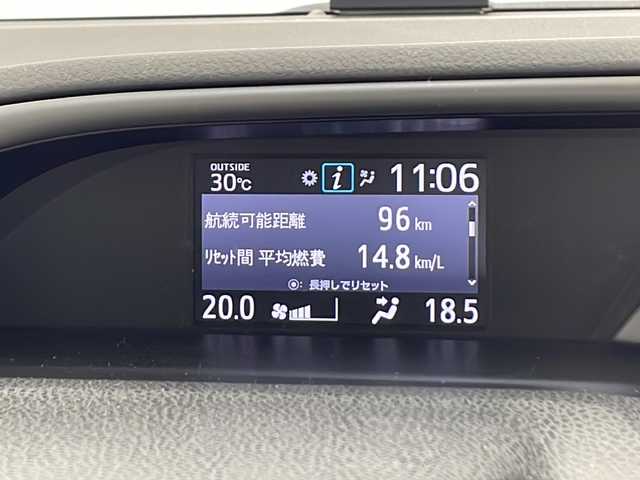 OUTSIDE
30℃ i 11:06
航続可能距離 96 km
ﾘｾｯﾄ間 平均燃費 14.8 km/L
◉: 長押しでリセット
20.0 18.5